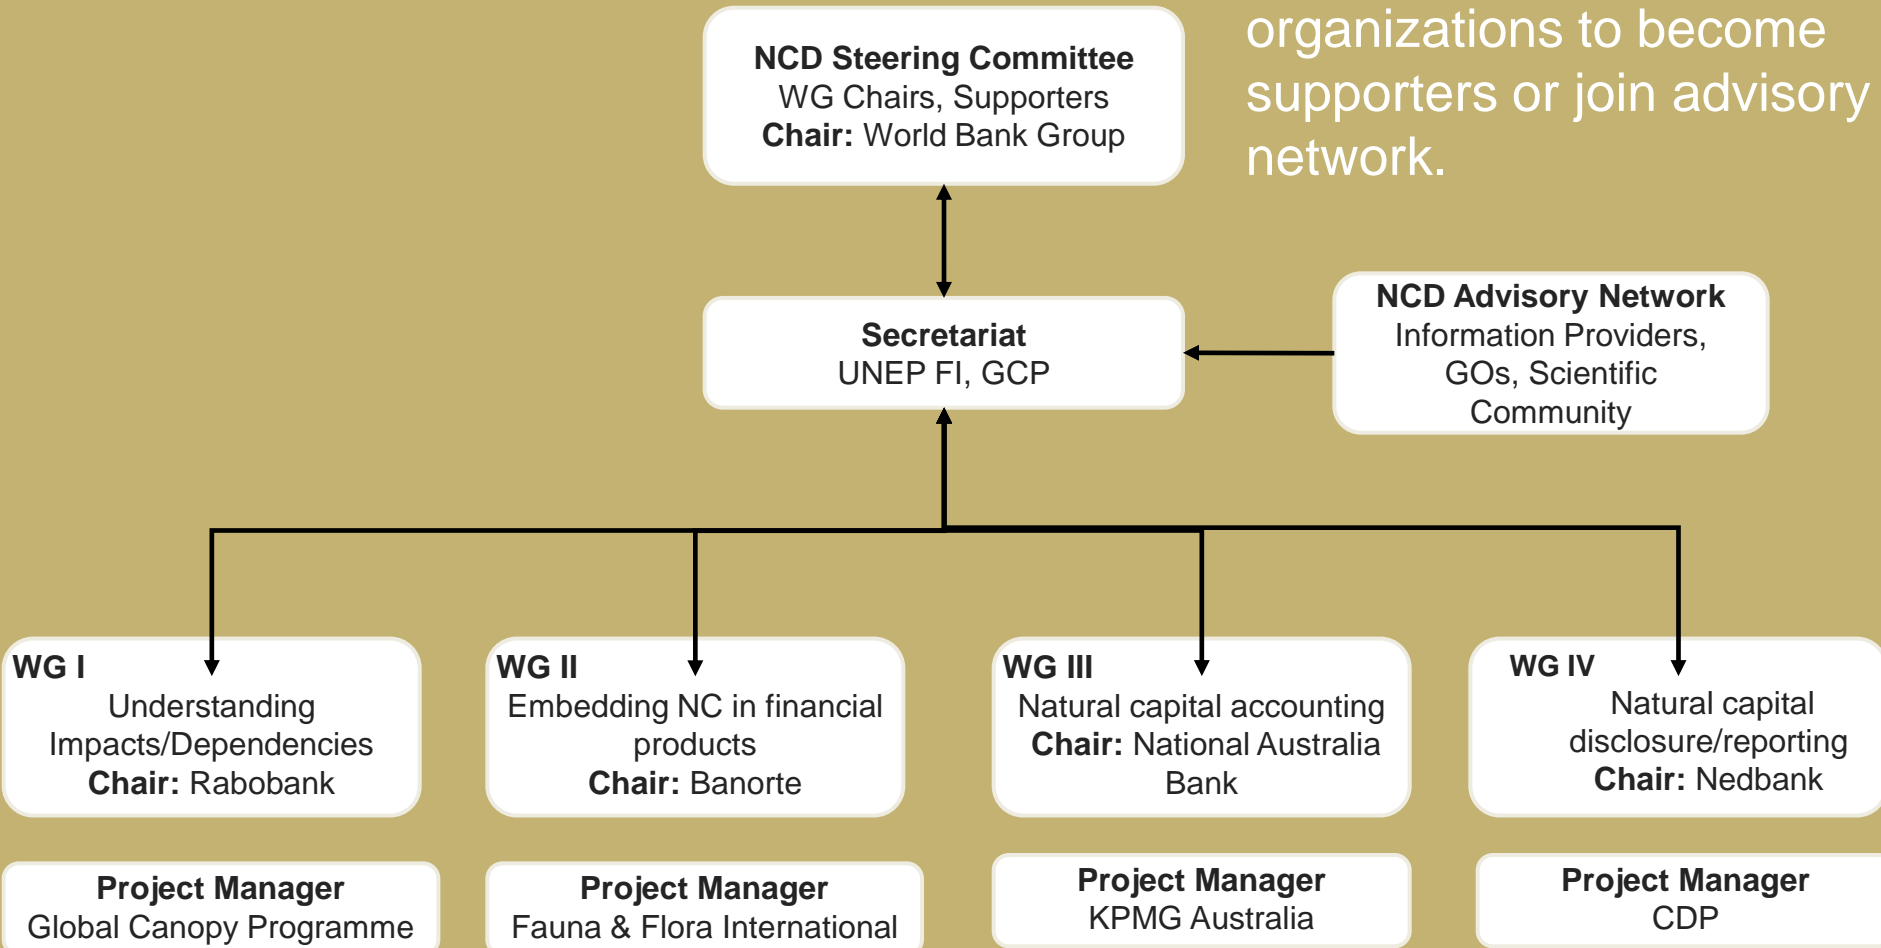 organizations to become
supporters or join advisory
network.
NCD Steering Committee
WG Chairs, Supporters
Chair: World Bank Group
Secretariat
UNEP FI, GCP
NCD Advisory Network
Information Providers,
GOs, Scientific
Community
WG I
Understanding
Impacts/Dependencies
Chair: Rabobank
WG II
Embedding NC in financial
products
Chair: Banorte
WG III
Natural capital accounting
Chair: National Australia
Bank
WG IV
Natural capital
disclosure/reporting
Chair: Nedbank
Project Manager
Global Canopy Programme
Project Manager
Fauna & Flora International
Project Manager
KPMG Australia
Project Manager
CDP